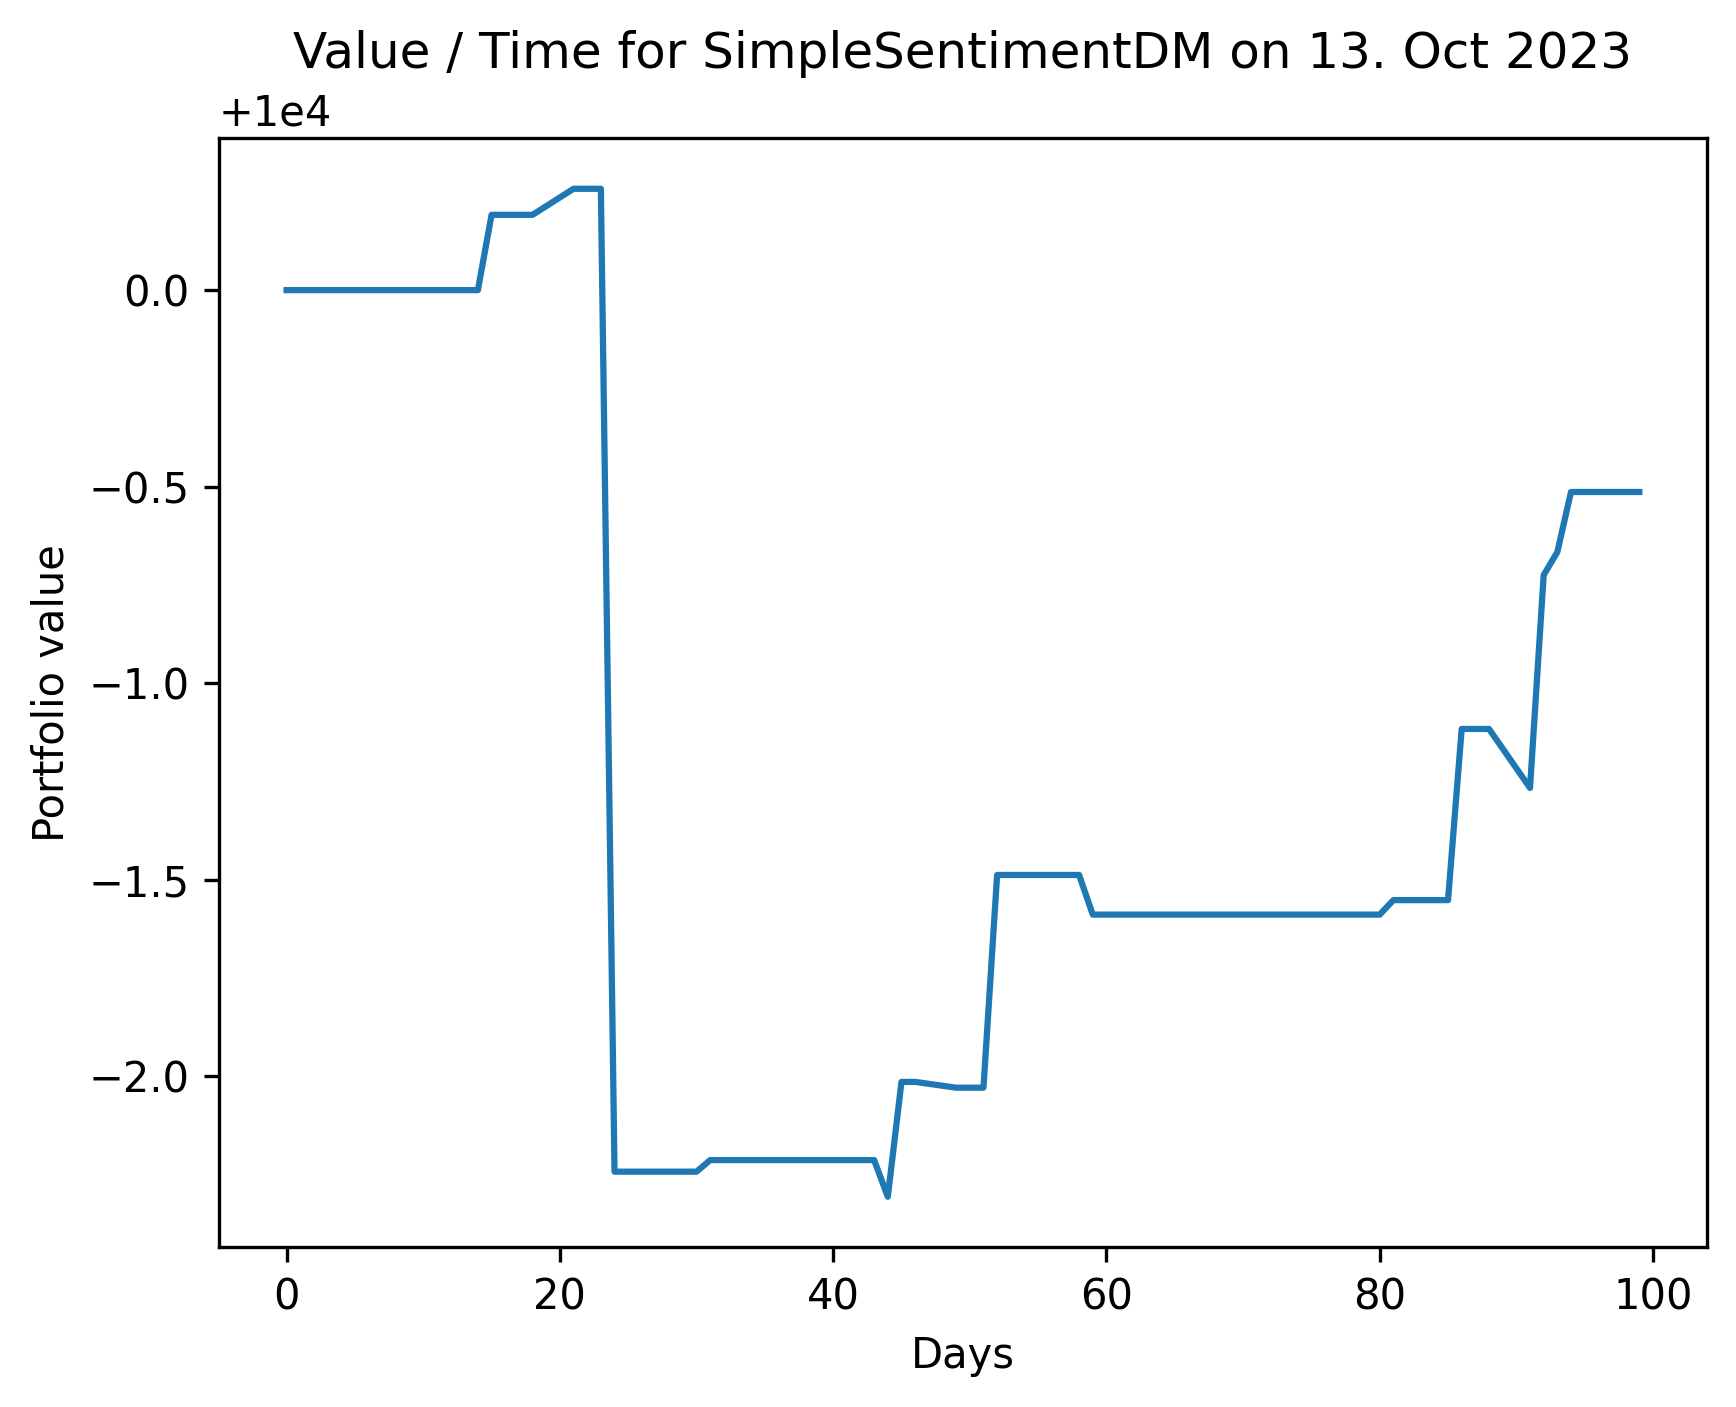 Value / Time for SimpleSentimentDM on 13. Oct 2023
+1e4
0.0
−0.5
−1.0
−1.5
−2.0
Portfolio value
0 20 40 60 80 100
Days